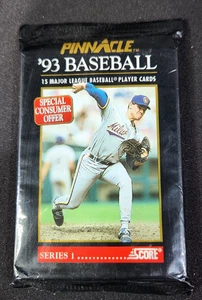 PINNACLE
'93 BASEBALL
15 MAJOR LEAGUE BASEBALL PLAYER CARDS
SPECIAL
CONSUMER
OFFER
SERIES 1
SCORE